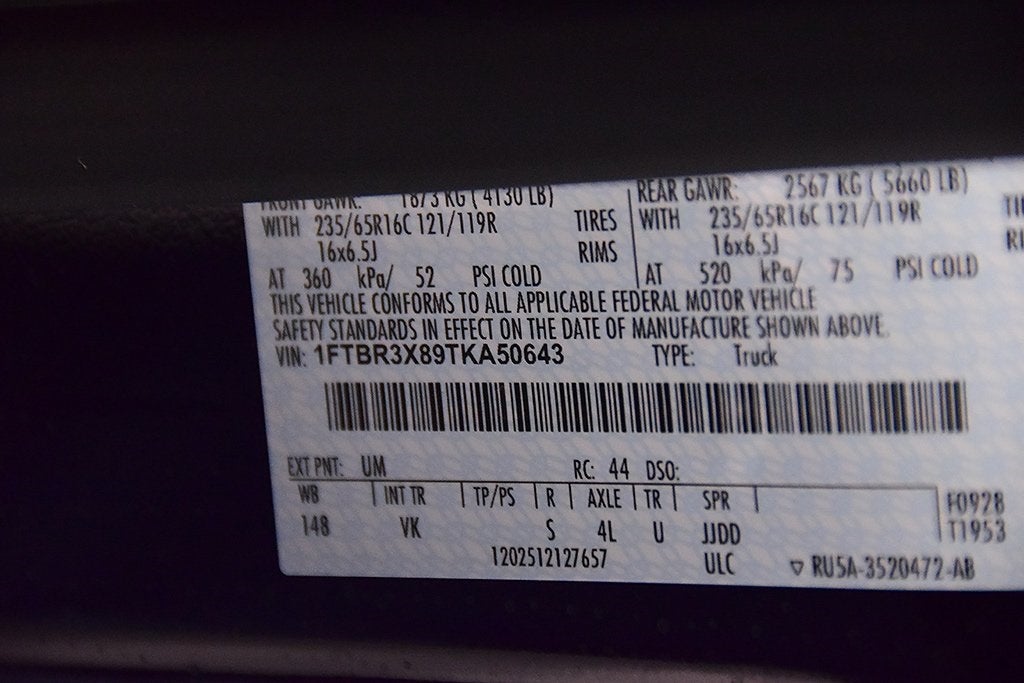 FRONT GAWR: 1873 KG ( 4130 LB) REAR GAWR: 2567 KG ( 5660 LB)
WITH 235/65R16C 121/119R TIRES WITH 235/65R16C 121/119R
16x6.5J RIMS 16x6.5J
AT 360 kPa/ 52 PSI COLD AT 520 kPa/ 75 PSI COLD
THIS VEHICLE CONFORMS TO ALL APPLICABLE FEDERAL MOTOR VEHICLE
SAFETY STANDARDS IN EFFECT ON THE DATE OF MANUFACTURE SHOWN ABOVE.
VIN: 1FTBR3X89TKA50643 TYPE: Truck
EXT PNT: UM RC: 44 DSO:
WB INT TR TP/PS R AXLE TR SPR F0928
148 VK S 4L U JJDD T1953
1202512127657 ULC ▽ RU5A-3520472-AB